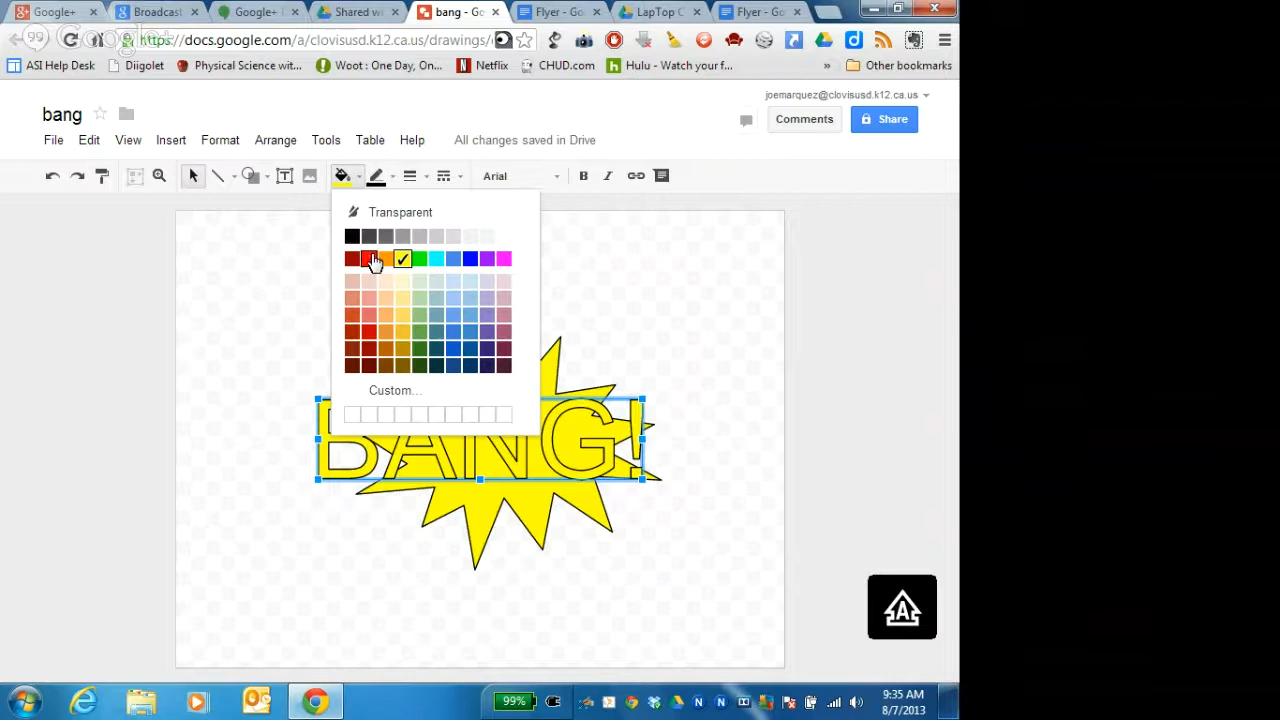 Google+
Broadcast
Google+ I
Shared wi
bang - Go
Flyer - Go
LapTop C
Flyer - Go
99
https://docs.google.com/a/clovisusd.k12.ca.us/drawings/
ASI Help Desk
Diigolet
Physical Science wit...
Woot : One Day, On...
Netflix
CHUD.com
Hulu - Watch your f...
»
Other bookmarks
joemarquez@clovisusd.k12.ca.us
bang
Comments
Share
File Edit View Insert Format Arrange Tools Table Help All changes saved in Drive
Arial
B I
Transparent
Custom...
BANG!
A
99%
9:35 AM
8/7/2013